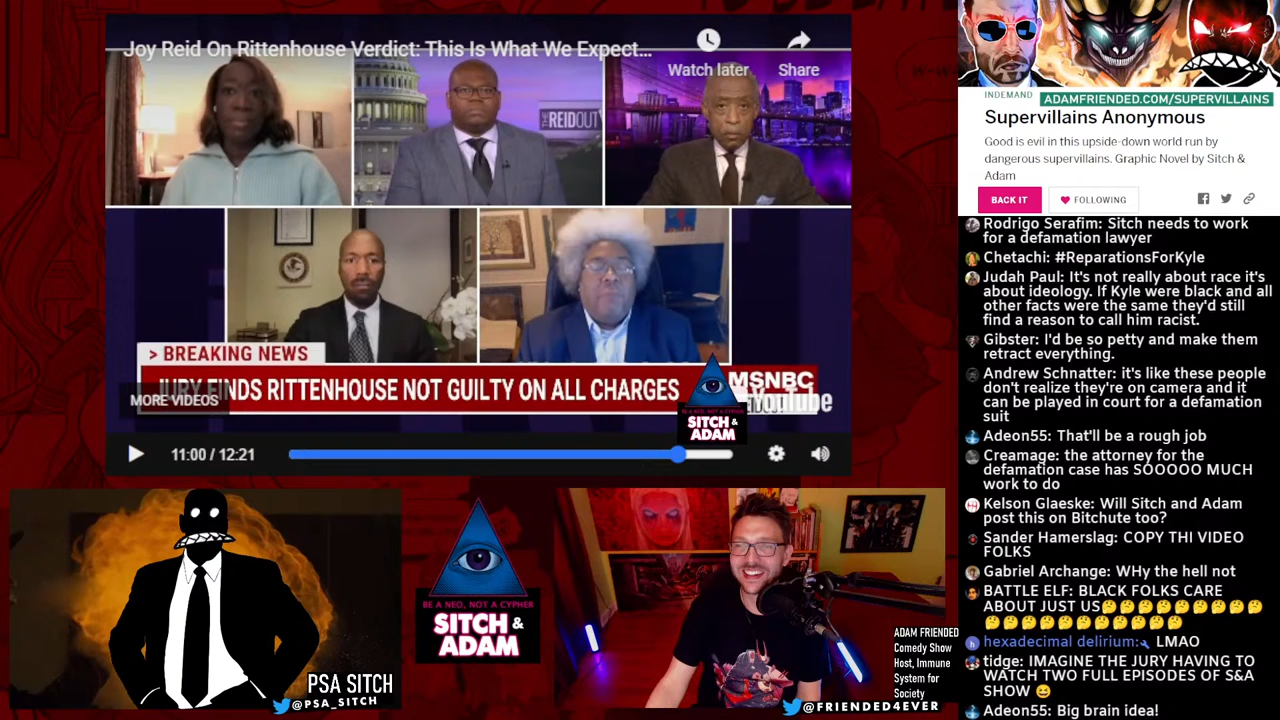 Joy Reid On Rittenhouse Verdict: This Is What We Expect...
Watch later
Share
THE REIDOUT
> BREAKING NEWS
JURY FINDS RITTENHOUSE NOT GUILTY ON ALL CHARGES
MSNBC
MORE VIDEOS
YouTube
SITCH &
ADAM
11:00 / 12:21
BE A NEO, NOT A CYPHER
SITCH &
ADAM
PSA SITCH
@PSA_SITCH
ADAM FRIENDED
Comedy Show
Host, Immune
System for
Society
@FRIENDED4EVER
INDEMAND
ADAMFRIENDED.COM/SUPERVILLAINS
Supervillains Anonymous
Good is evil in this upside-down world run by
dangerous supervillains. Graphic Novel by Sitch &
Adam
BACK IT
FOLLOWING
Rodrigo Serafim: Sitch needs to work
for a defamation lawyer
Chetachi: #ReparationsForKyle
Judah Paul: It's not really about race it's
about ideology. If Kyle were black and all
other facts were the same they'd still
find a reason to call him racist.
Gibster: I'd be so petty and make them
retract everything.
Andrew Schnatter: it's like these people
don't realize they're on camera and it
can be played in court for a defamation
suit
Adeon55: That'll be a rough job
Creamage: the attorney for the
defamation case has SOOOOO MUCH
work to do
Kelson Glaeske: Will Sitch and Adam
post this on Bitchute too?
Sander Hamerslag: COPY THI VIDEO
FOLKS
Gabriel Archange: WHy the hell not
BATTLE ELF: BLACK FOLKS CARE
ABOUT JUST US🤔🤔🤔🤔🤔🤔🤔🤔🤔
🤔🤔🤔🤔🤔🤔🤔🤔🤔🤔🤔
hexadecimal delirium:🔧 LMAO
tidge: IMAGINE THE JURY HAVING TO
WATCH TWO FULL EPISODES OF S&A
SHOW 😆
Adeon55: Big brain idea!